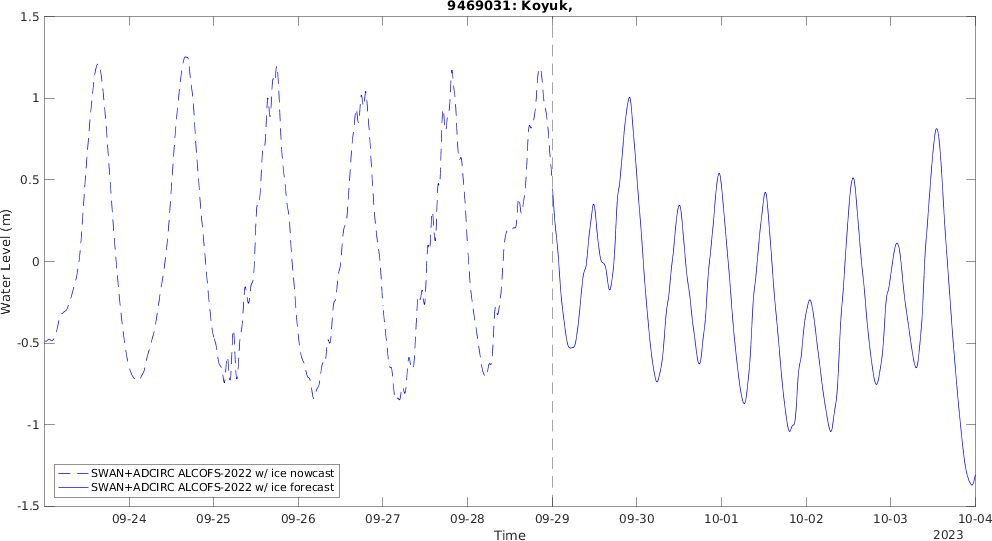 9469031: Koyuk,
1.5
1
0.5
0
-0.5
-1
-1.5
Water Level (m)
SWAN+ADCIRC ALCOFS-2022 w/ ice nowcast
SWAN+ADCIRC ALCOFS-2022 w/ ice forecast
09-24 09-25 09-26 09-27 09-28 09-29 09-30 10-01 10-02 10-03 10-04
Time
2023